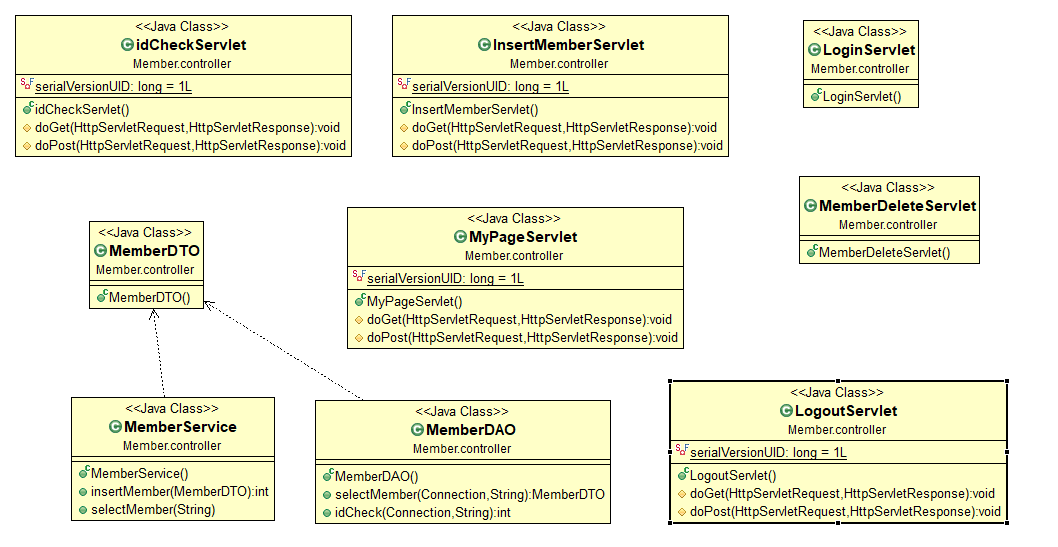 <<Java Class>>
idCheckServlet
Member.controller
serialVersionUID: long = 1L
idCheckServlet()
doGet(HttpServletRequest,HttpServletResponse):void
doPost(HttpServletRequest,HttpServletResponse):void
<<Java Class>>
InsertMemberServlet
Member.controller
serialVersionUID: long = 1L
InsertMemberServlet()
doGet(HttpServletRequest,HttpServletResponse):void
doPost(HttpServletRequest,HttpServletResponse):void
<<Java Class>>
LoginServlet
Member.controller
LoginServlet()
<<Java Class>>
MemberDTO
Member.controller
MemberDTO()
<<Java Class>>
MyPageServlet
Member.controller
serialVersionUID: long = 1L
MyPageServlet()
doGet(HttpServletRequest,HttpServletResponse):void
doPost(HttpServletRequest,HttpServletResponse):void
<<Java Class>>
MemberDeleteServlet
Member.controller
MemberDeleteServlet()
<<Java Class>>
MemberService
Member.controller
MemberService()
insertMember(MemberDTO):int
selectMember(String)
<<Java Class>>
MemberDAO
Member.controller
MemberDAO()
selectMember(Connection,String):MemberDTO
idCheck(Connection,String):int
<<Java Class>>
LogoutServlet
Member.controller
serialVersionUID: long = 1L
LogoutServlet()
doGet(HttpServletRequest,HttpServletResponse):void
doPost(HttpServletRequest,HttpServletResponse):void